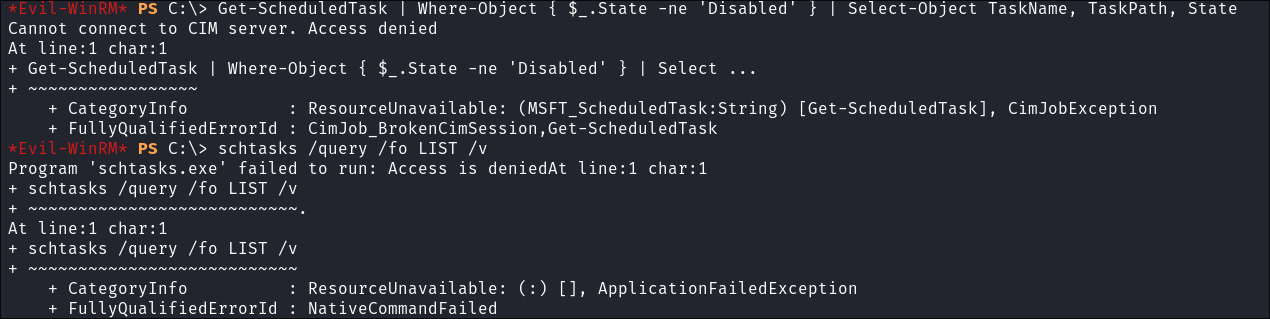 *Evil-WinRM* PS C:\> Get-ScheduledTask | Where-Object { $_.State -ne 'Disabled' } | Select-Object TaskName, TaskPath, State
Cannot connect to CIM server. Access denied
At line:1 char:1
+ Get-ScheduledTask | Where-Object { $_.State -ne 'Disabled' } | Select ...
+ ~~~~~~~~~~~~~~~~~
    + CategoryInfo          : ResourceUnavailable: (MSFT_ScheduledTask:String) [Get-ScheduledTask], CimJobException
    + FullyQualifiedErrorId : CimJob_BrokenCimSession,Get-ScheduledTask
*Evil-WinRM* PS C:\> schtasks /query /fo LIST /v
Program 'schtasks.exe' failed to run: Access is deniedAt line:1 char:1
+ schtasks /query /fo LIST /v
+ ~~~~~~~~~~~~~~~~~~~~~~~~~~~.
At line:1 char:1
+ schtasks /query /fo LIST /v
+ ~~~~~~~~~~~~~~~~~~~~~~~~~~~
    + CategoryInfo          : ResourceUnavailable: (:) [], ApplicationFailedException
    + FullyQualifiedErrorId : NativeCommandFailed